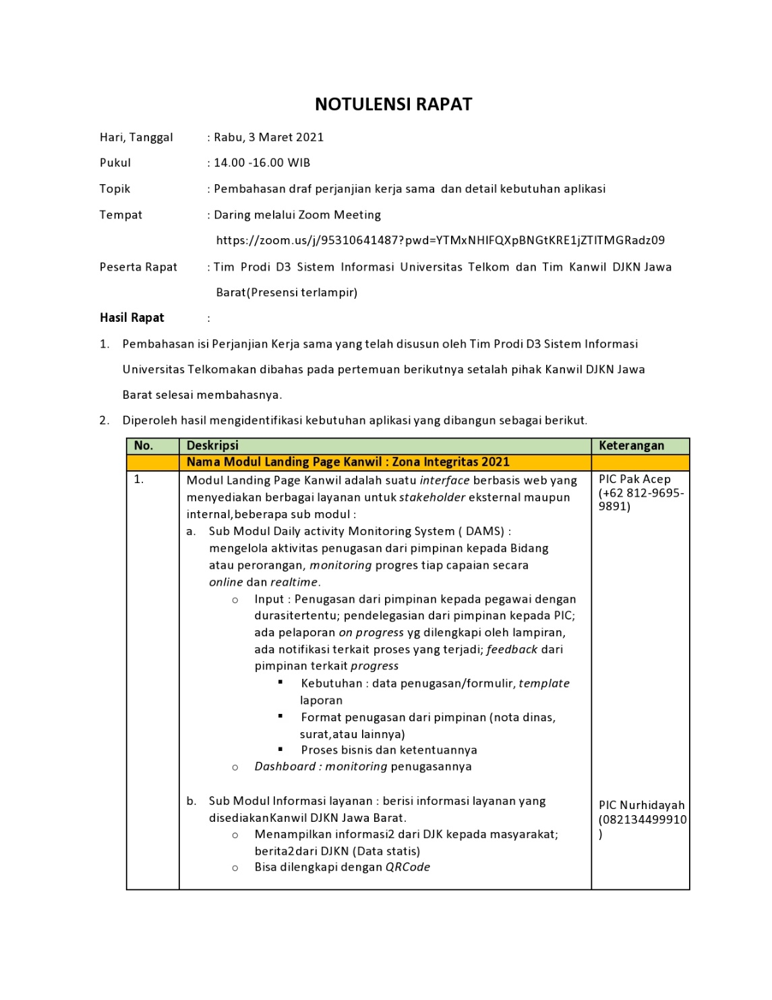 NOTULENSI RAPAT
Hari, Tanggal : Rabu, 3 Maret 2021
Pukul : 14.00 -16.00 WIB
Topik : Pembahasan draf perjanjian kerja sama dan detail kebutuhan aplikasi
Tempat : Daring melalui Zoom Meeting
https://zoom.us/j/95310641487?pwd=YTMxNHlFQXpBNGtKRE1jZTlTMGRadz09
Peserta Rapat : Tim Prodi D3 Sistem Informasi Universitas Telkom dan Tim Kanwil DJKN Jawa
Barat(Presensi terlampir)
Hasil Rapat :
1. Pembahasan isi Perjanjian Kerja sama yang telah disusun oleh Tim Prodi D3 Sistem Informasi
Universitas Telkomakan dibahas pada pertemuan berikutnya setalah pihak Kanwil DJKN Jawa
Barat selesai membahasnya.
2. Diperoleh hasil mengidentifikasi kebutuhan aplikasi yang dibangun sebagai berikut.
No. Deskripsi Keterangan
Nama Modul Landing Page Kanwil : Zona Integritas 2021
1. Modul Landing Page Kanwil adalah suatu interface berbasis web yang
menyediakan berbagai layanan untuk stakeholder eksternal maupun
internal,beberapa sub modul :
a. Sub Modul Daily activity Monitoring System ( DAMS) :
mengelola aktivitas penugasan dari pimpinan kepada Bidang
atau perorangan, monitoring progres tiap capaian secara
online dan realtime.
o Input : Penugasan dari pimpinan kepada pegawai dengan
durasitertentu; pendelegasian dari pimpinan kepada PIC;
ada pelaporan on progress yg dilengkapi oleh lampiran,
ada notifikasi terkait proses yang terjadi; feedback dari
pimpinan terkait progress
▪ Kebutuhan : data penugasan/formulir, template
laporan
▪ Format penugasan dari pimpinan (nota dinas,
surat,atau lainnya)
▪ Proses bisnis dan ketentuannya
o Dashboard : monitoring penugasannya
PIC Pak Acep
(+62 812-9695-
9891)
b. Sub Modul Informasi layanan : berisi informasi layanan yang
disediakanKanwil DJKN Jawa Barat.
o Menampilkan informasi2 dari DJK kepada masyarakat;
berita2dari DJKN (Data statis)
o Bisa dilengkapi dengan QRCode
PIC Nurhidayah
(082134499910
)